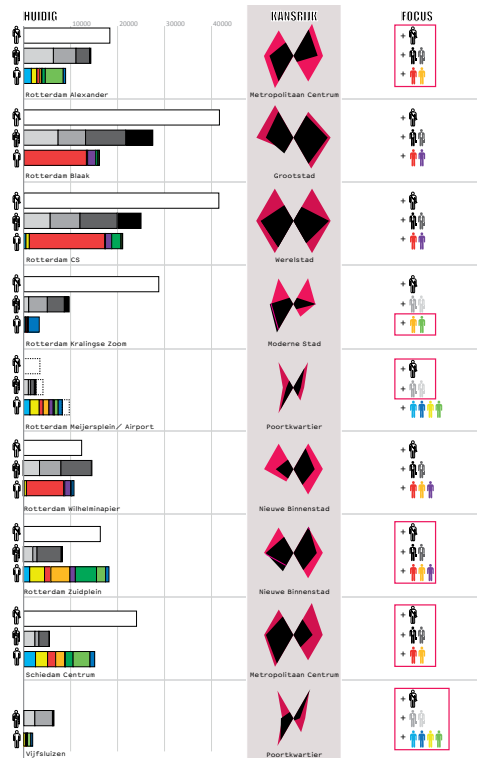 HUIDIG KANSRIJK FOCUS
10000 20000 30000 40000
+
+
+
Rotterdam Alexander Metropolitaan Centrum
+
+
+
Rotterdam Blaak Grootstad
+
+
+
Rotterdam CS Werelstad
+
+
+
Rotterdam Kralingse Zoom Moderne Stad
+
+
+
Rotterdam Meijersplein/ Airport Poortkwartier
+
+
+
Rotterdam Wilhelminapier Nieuwe Binnenstad
+
+
+
Rotterdam Zuidplein Nieuwe Binnenstad
+
+
+
Schiedam Centrum Metropolitaan Centrum
+
+
+
Vijfsluizen Poortkwartier